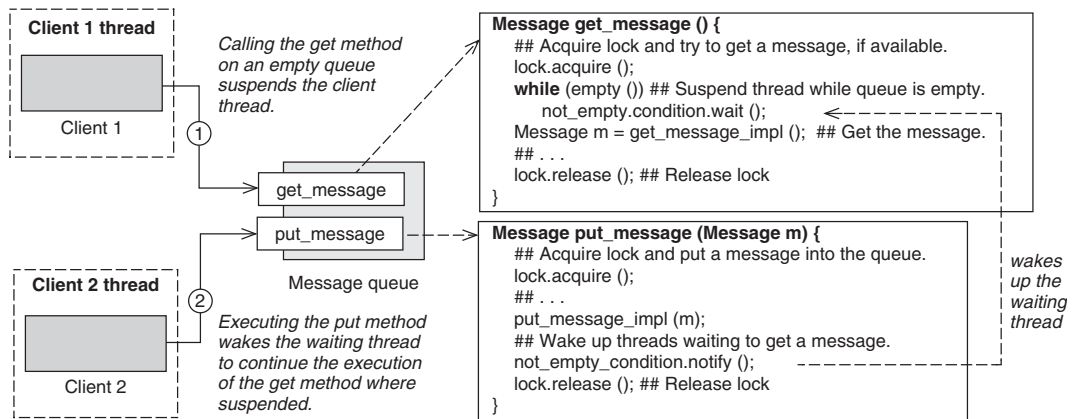 Client 1 thread
Client 1
Calling the get method
on an empty queue
suspends the client
thread.
1
get_message
put_message
Message queue
Client 2 thread
Client 2
2
Executing the put method
wakes the waiting thread
to continue the execution
of the get method where
suspended.
Message get_message () {
## Acquire lock and try to get a message, if available.
lock.acquire ();
while (empty ()) ## Suspend thread while queue is empty.
not_empty.condition.wait ();
Message m = get_message_impl (); ## Get the message.
## . . .
lock.release (); ## Release lock
}
Message put_message (Message m) {
## Acquire lock and put a message into the queue.
lock.acquire ();
## . . .
put_message_impl (m);
## Wake up threads waiting to get a message.
not_empty_condition.notify ();
lock.release (); ## Release lock
}
wakes
up the
waiting
thread